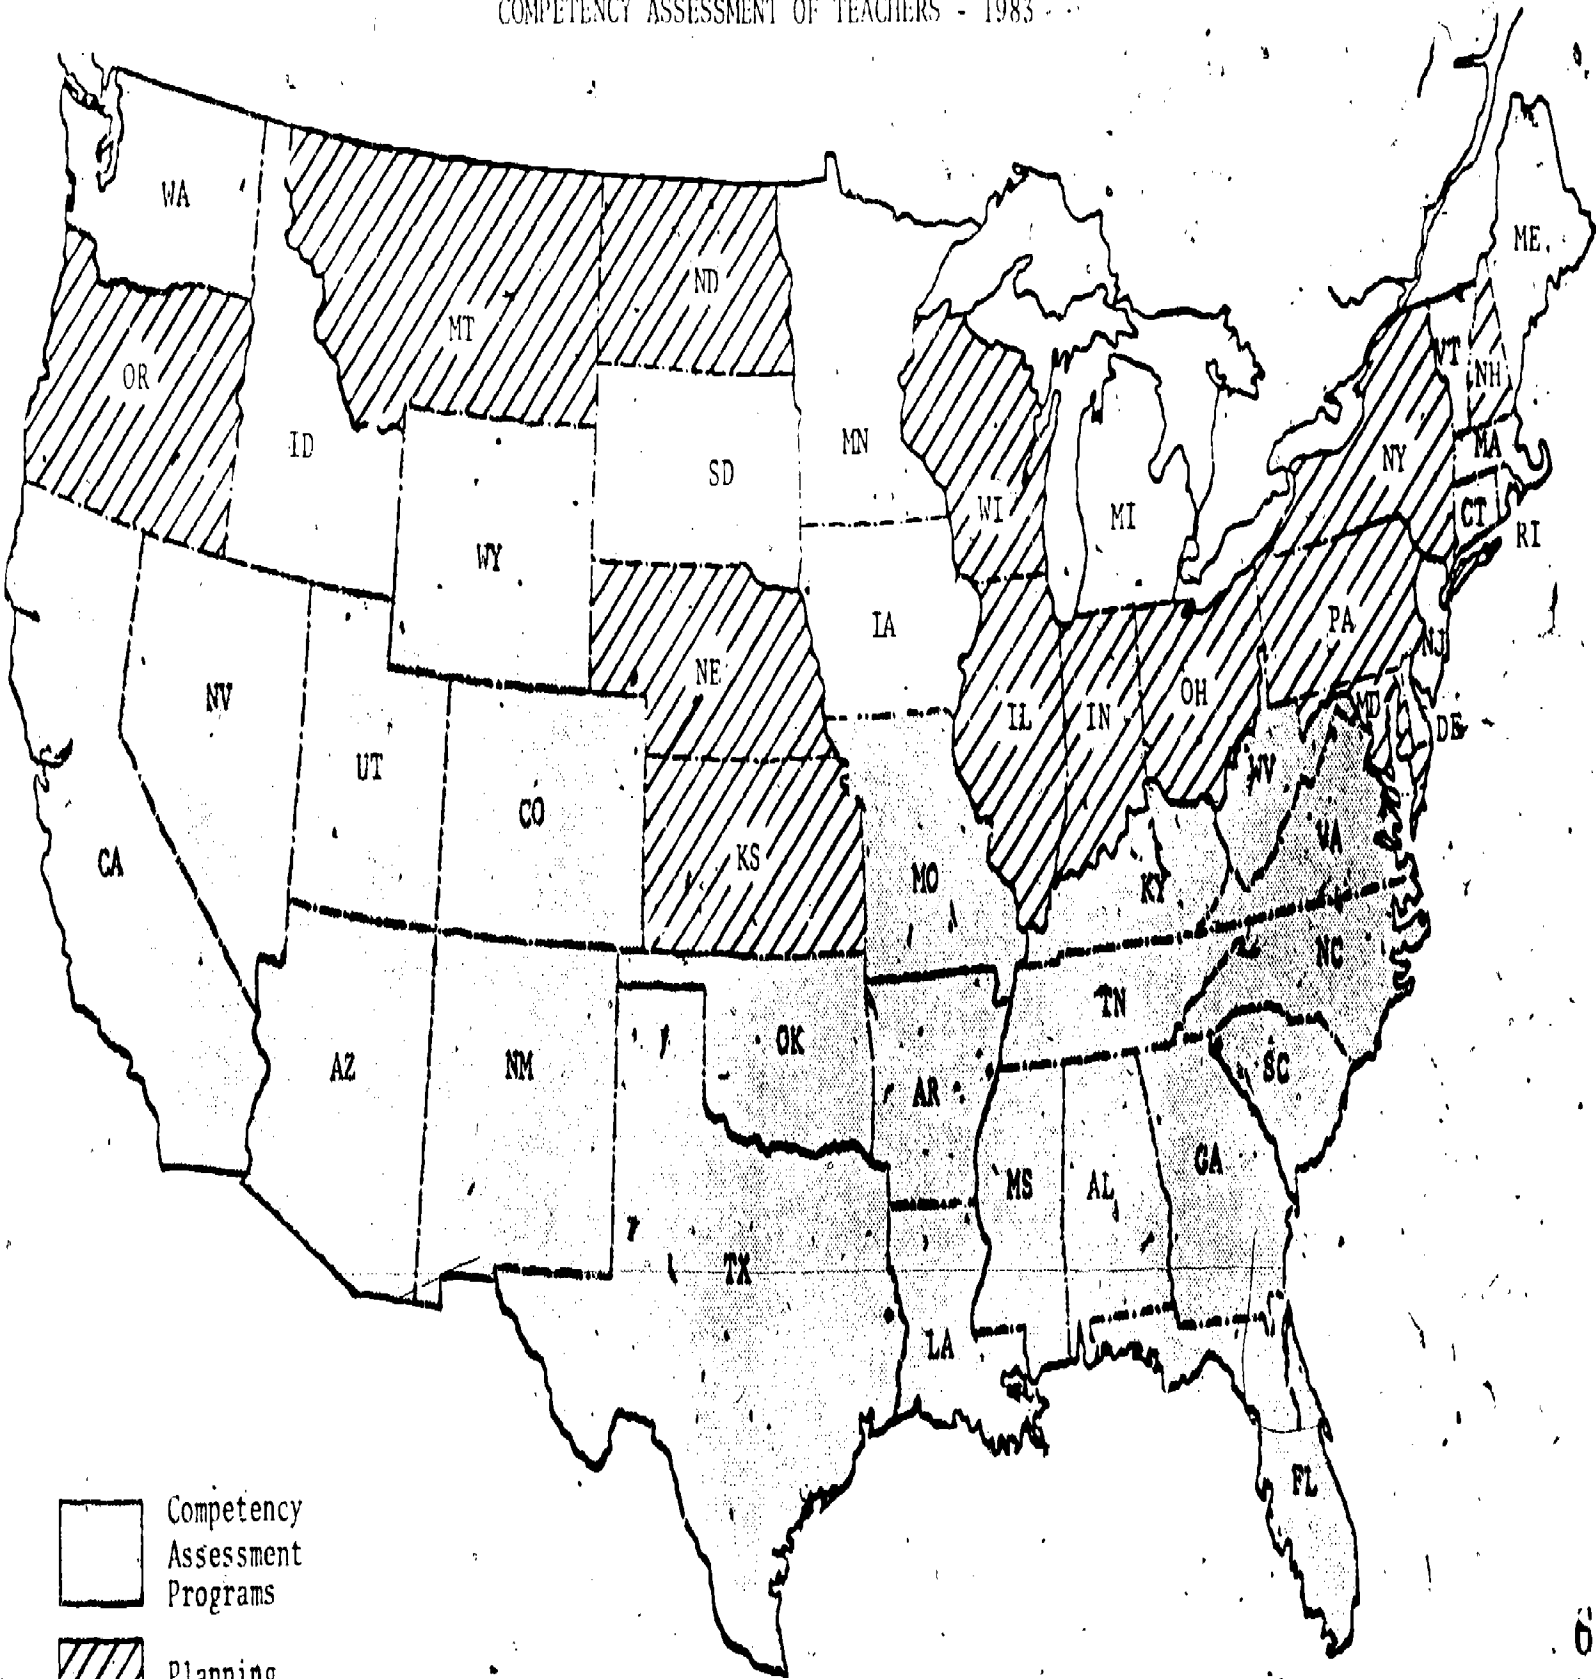 COMPETENCY ASSESSMENT OF TEACHERS - 1983
WA
MT
ND
ME
OR
ID
SD
MN
WI
MI
NY
VT
NH
MA
CT
RI
WY
IA
NE
IL
IN
OH
PA
NJ
MD
DE
NV
UT
CO
KS
MO
KY
WV
VA
CA
AZ
NM
OK
AR
TN
NC
SC
MS
AL
GA
TX
LA
FL
Competency
Assessment
Programs
Planning
6